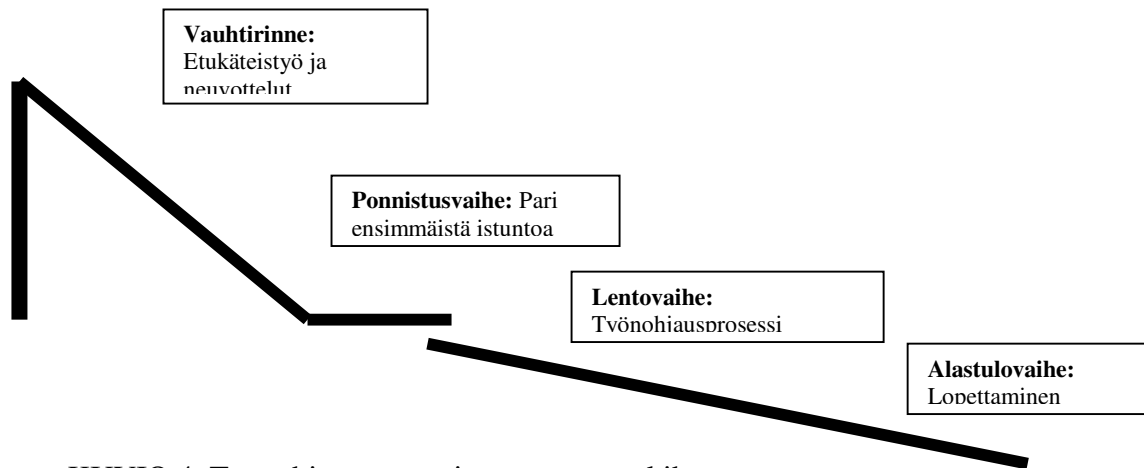 Vauhtirinne:
Etukäteistyö ja
neuvottelut
Ponnistusvaihe: Pari
ensimmäistä istuntoa
Lentovaihe:
Työnohjausprosessi
Alastulovaihe:
Lopettaminen